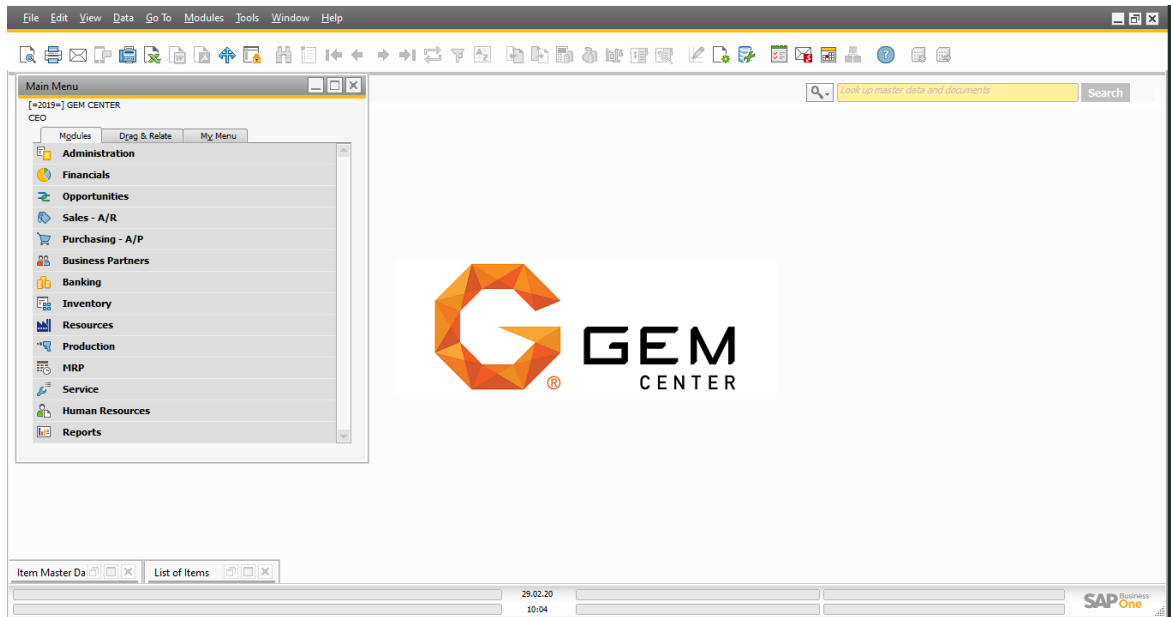 File Edit View Data Go To Modules Tools Window Help
Main Menu
Look up master data and documents
Search
[=2019=] GEM CENTER
CEO
Modules Drag & Relate My Menu
Administration
Financials
Opportunities
Sales - A/R
Purchasing - A/P
Business Partners
Banking
Inventory
Resources
Production
MRP
Service
Human Resources
Reports
GEM
® CENTER
Item Master Da List of Items
29.02.20
10:04
SAP Business One